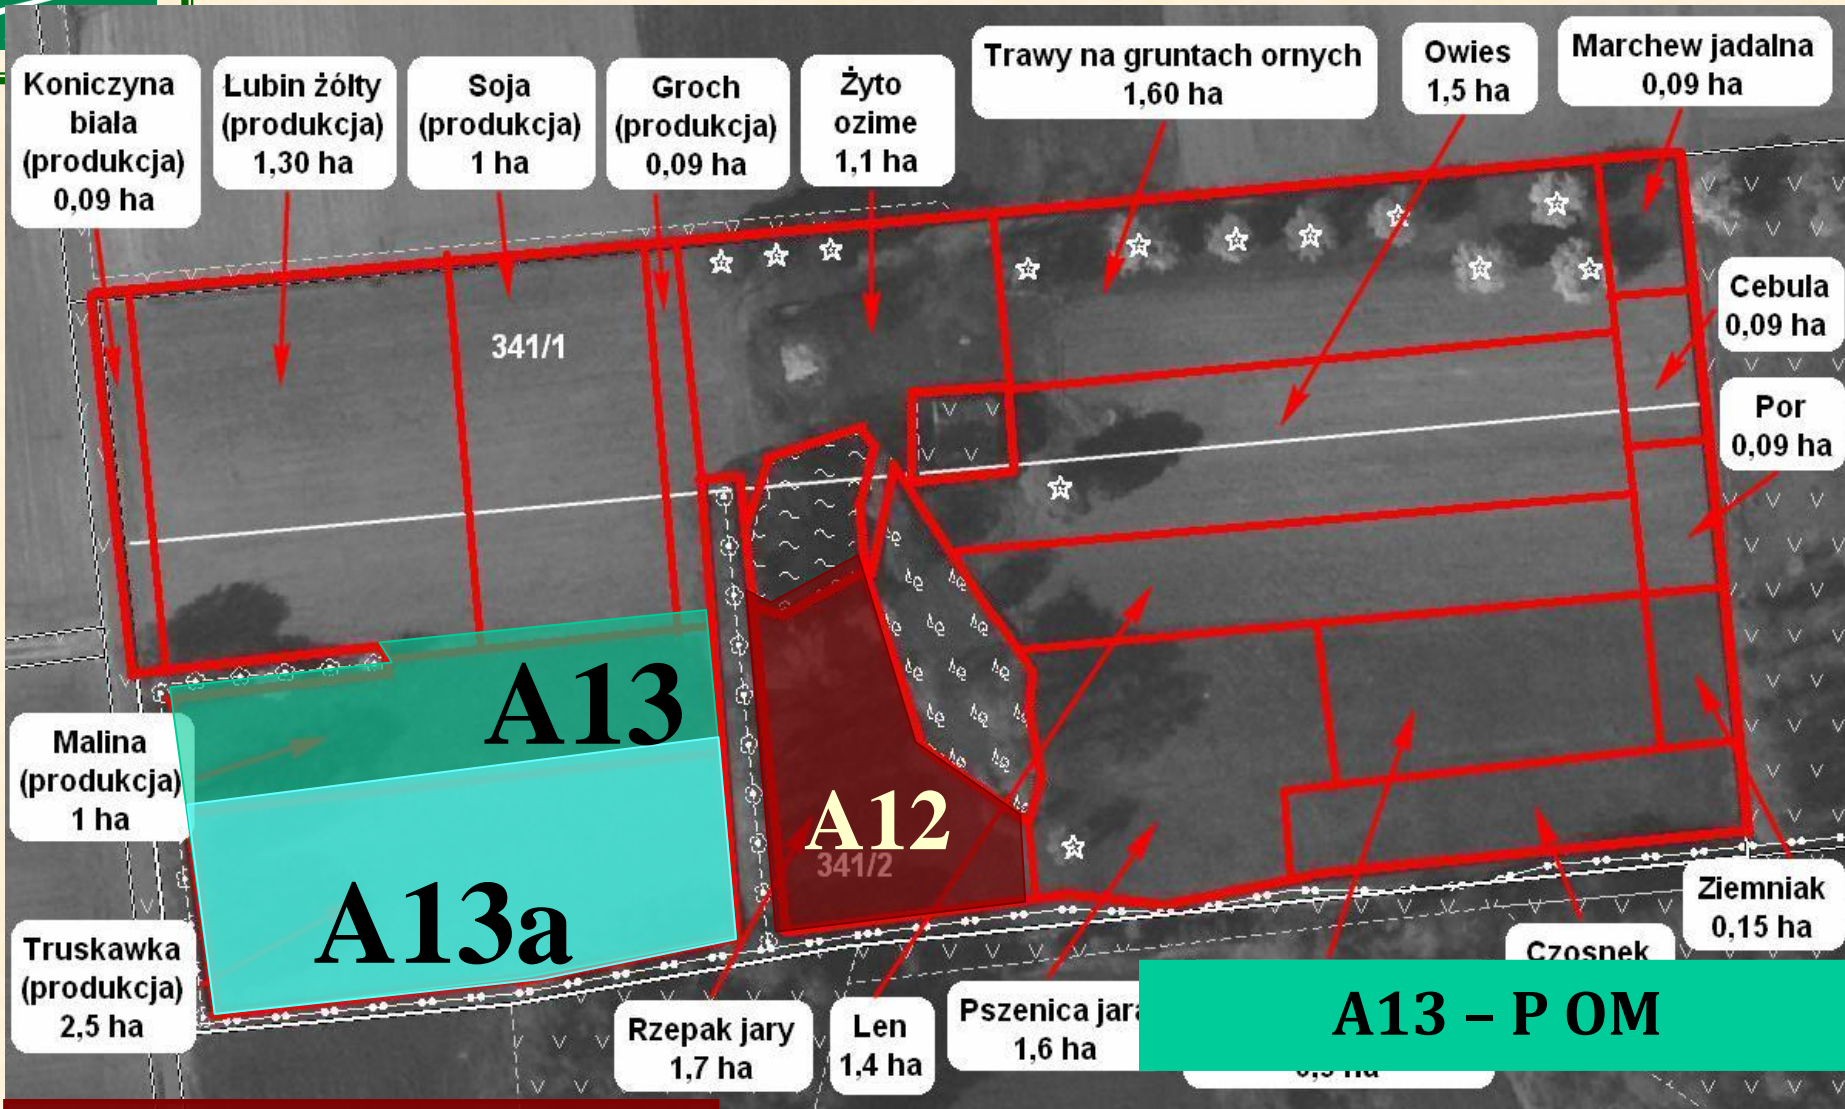 Koniczyna
biala
(produkcja)
0,09 ha
Łubin żółty
(produkcja)
1,30 ha
Soja
(produkcja)
1 ha
Groch
(produkcja)
0,09 ha
Żyto
ozime
1,1 ha
Trawy na gruntach ornych
1,60 ha
Owies
1,5 ha
Marchew jadalna
0,09 ha
341/1
Cebula
0,09 ha
Por
0,09 ha
A13
Malina
(produkcja)
1 ha
A12
341/2
A13a
Truskawka
(produkcja)
2,5 ha
Rzepak jary
1,7 ha
Len
1,4 ha
Pszenica jara
1,6 ha
Ziemniak
0,15 ha
Czosnek
A13 – P OM